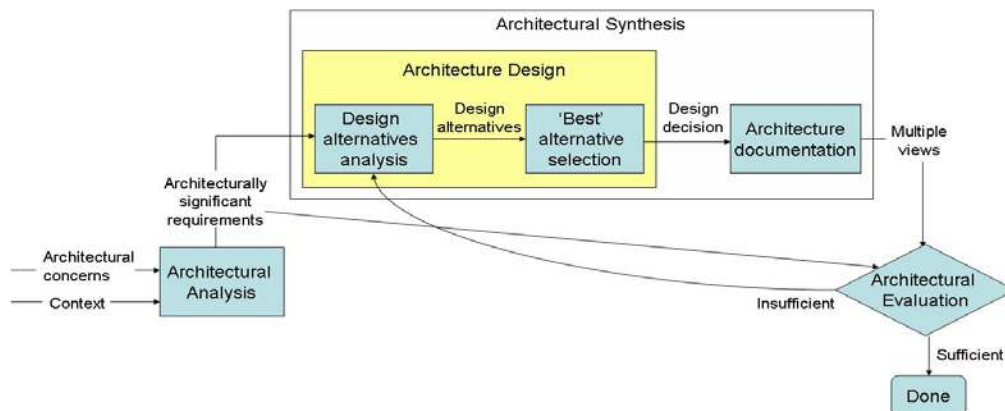 Architectural Synthesis
Architecture Design
Design
alternatives
analysis
Design
alternatives
'Best'
alternative
selection
Design
decision
Architecture
documentation
Multiple
views
Architecturally
significant
requirements
Architectural
concerns
Context
Architectural
Analysis
Insufficient
Architectural
Evaluation
Sufficient
Done